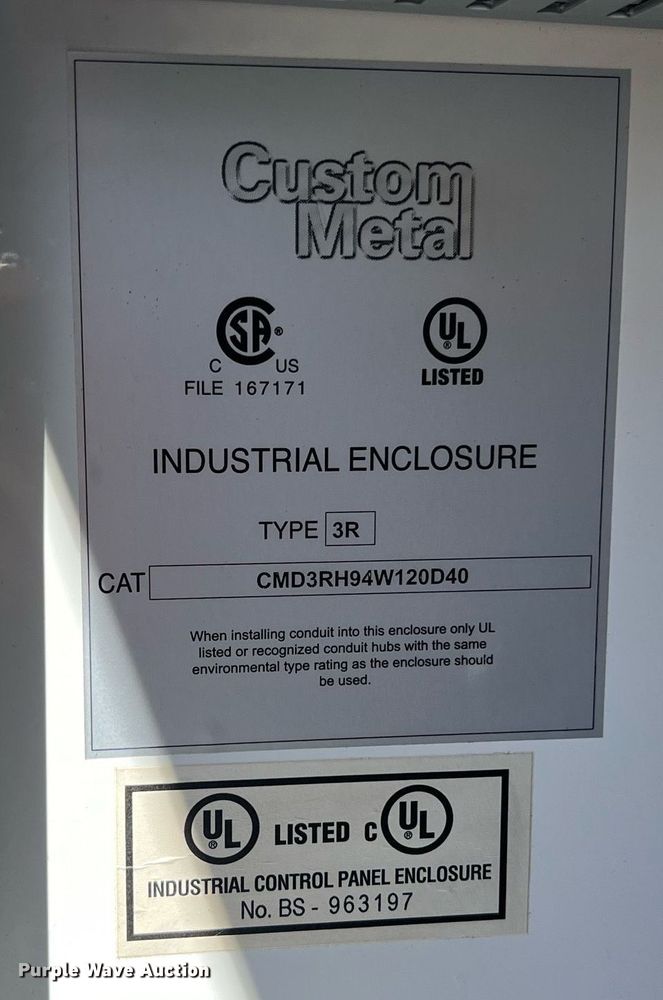 Custom
Metal
SA®
C US
FILE 167171
UL®
LISTED
INDUSTRIAL ENCLOSURE
TYPE 3R
CAT CMD3RH94W120D40
When installing conduit into this enclosure only UL
listed or recognized conduit hubs with the same
environmental type rating as the enclosure should
be used.
UL® LISTED C UL®
INDUSTRIAL CONTROL PANEL ENCLOSURE
No. BS - 963197
Purple Wave Auction